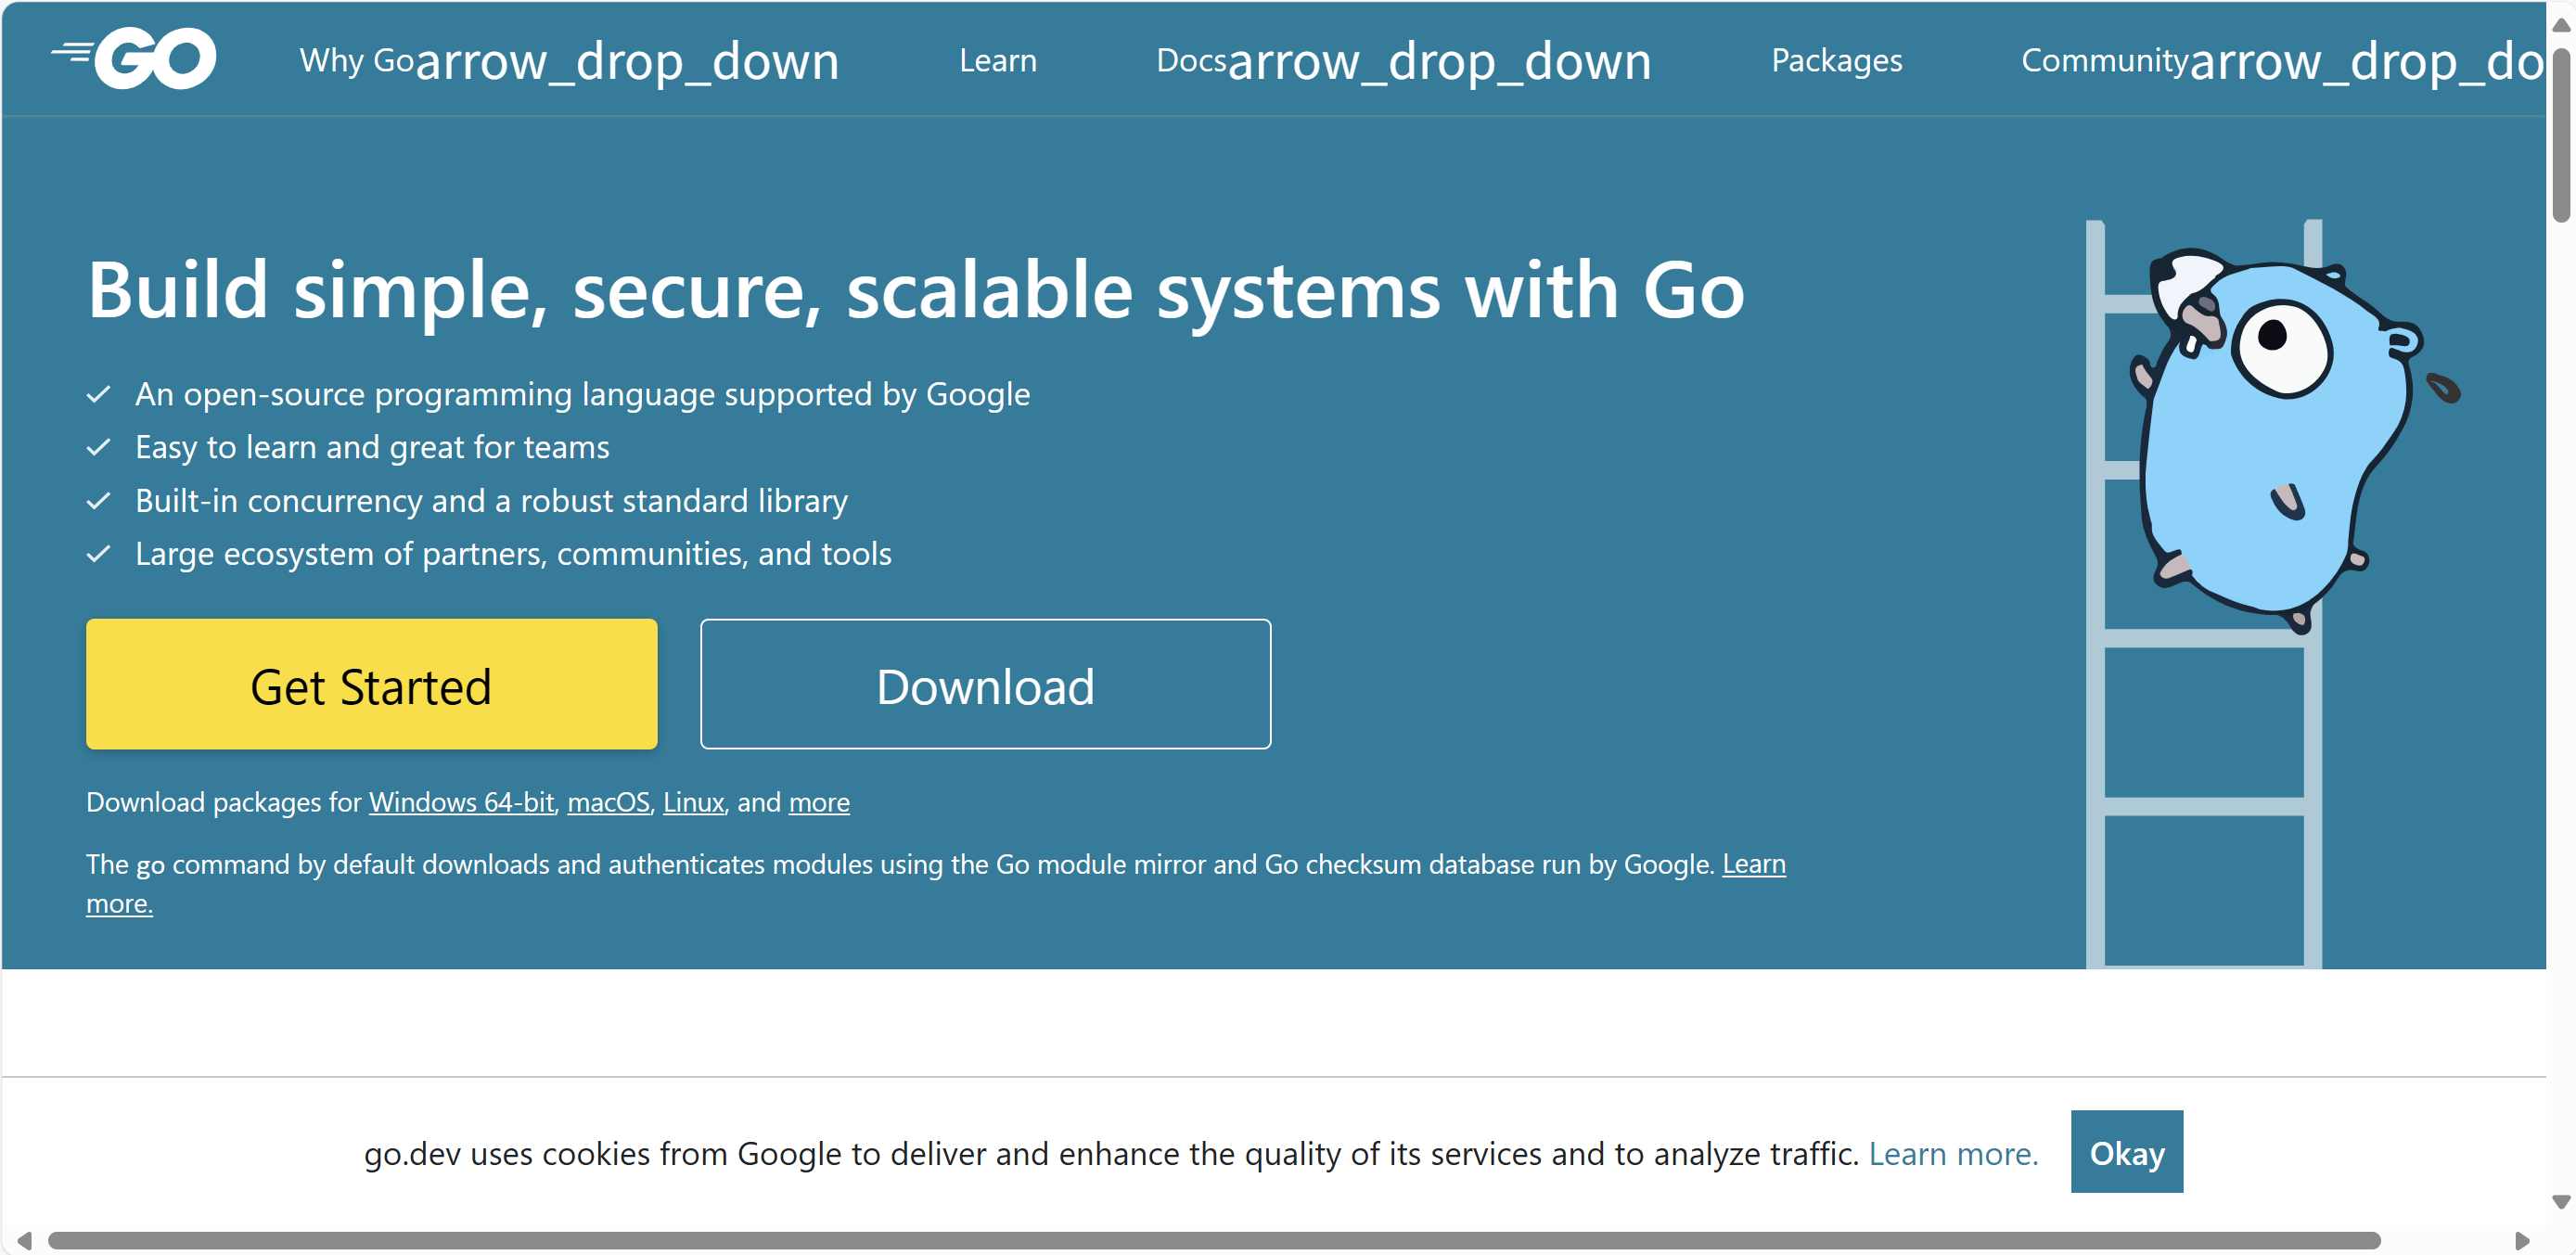 GO Why Goarrow_drop_down Learn Docsarrow_drop_down Packages Communityarrow_drop_do
Build simple, secure, scalable systems with Go
An open-source programming language supported by Google
Easy to learn and great for teams
Built-in concurrency and a robust standard library
Large ecosystem of partners, communities, and tools
Get Started Download
Download packages for Windows 64-bit, macOS, Linux, and more
The go command by default downloads and authenticates modules using the Go module mirror and Go checksum database run by Google. Learn
more.
go.dev uses cookies from Google to deliver and enhance the quality of its services and to analyze traffic. Learn more. Okay